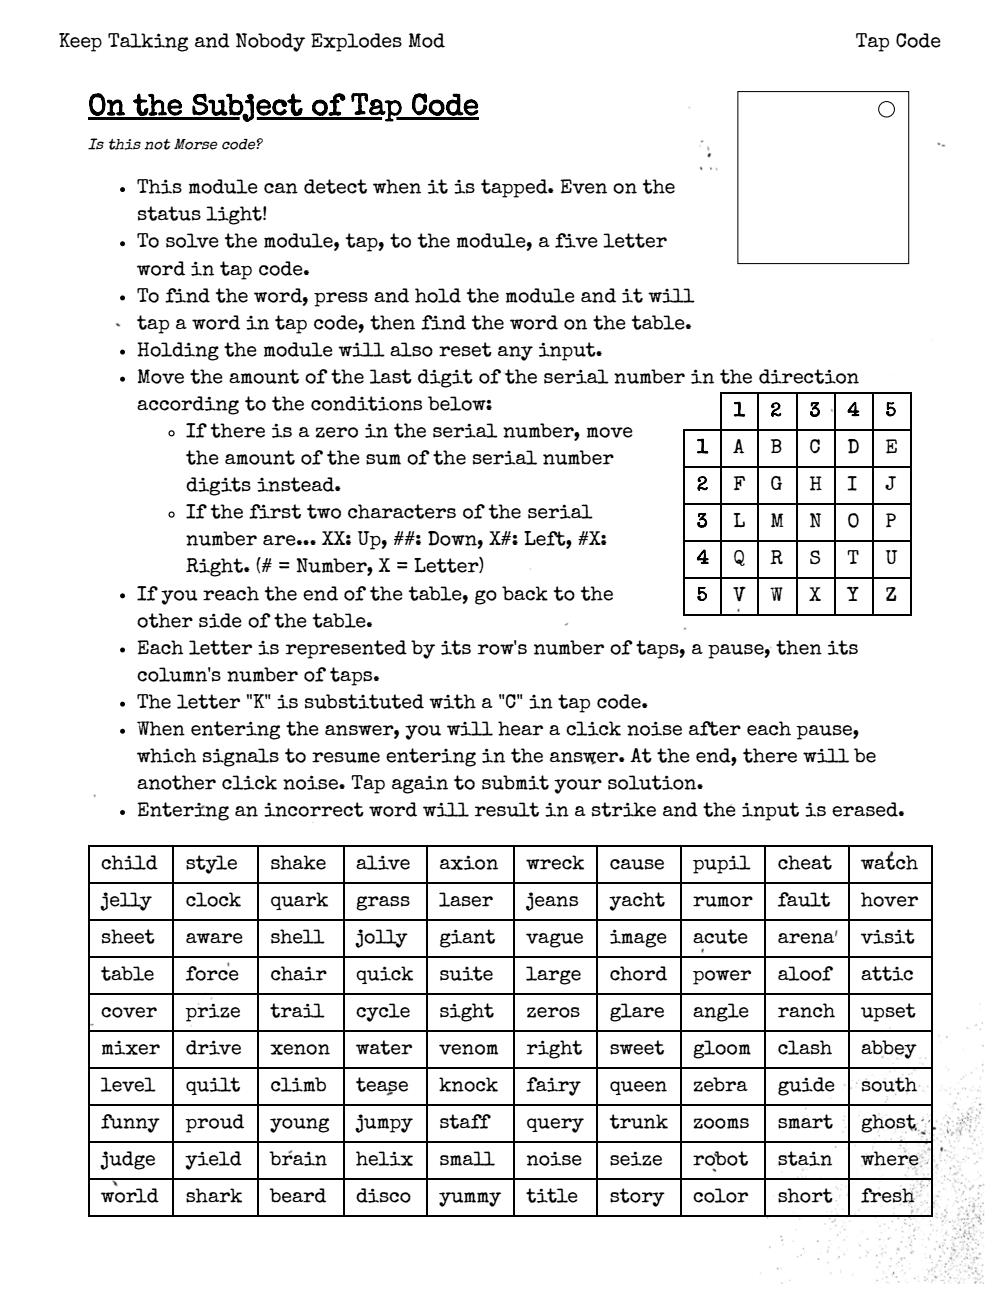 Keep Talking and Nobody Explodes Mod Tap Code
On the Subject of Tap Code
Is this not Morse code?
• This module can detect when it is tapped. Even on the
status light!
• To solve the module, tap, to the module, a five letter
word in tap code.
• To find the word, press and hold the module and it will
tap a word in tap code, then find the word on the table.
• Holding the module will also reset any input.
• Move the amount of the last digit of the serial number in the direction
according to the conditions below:
◦ If there is a zero in the serial number, move
the amount of the sum of the serial number
digits instead.
◦ If the first two characters of the serial
number are... XX: Up, ##: Down, X#: Left, #X:
Right. (# = Number, X = Letter)
• If you reach the end of the table, go back to the
other side of the table.
1 2 3 4 5
1 A B C D E
2 F G H I J
3 L M N O P
4 Q R S T U
5 V W X Y Z
• Each letter is represented by its row's number of taps, a pause, then its
column's number of taps.
• The letter "K" is substituted with a "C" in tap code.
• When entering the answer, you will hear a click noise after each pause,
which signals to resume entering in the answer. At the end, there will be
another click noise. Tap again to submit your solution.
• Entering an incorrect word will result in a strike and the input is erased.
child style shake alive axion wreck cause pupil cheat watch
jelly clock quark grass laser jeans yacht rumor fault hover
sheet aware shell jolly giant vague image acute arena visit
table force chair quick suite large chord power aloof attic
cover prize trail cycle sight zeros glare angle ranch upset
mixer drive xenon water venom right sweet gloom clash abbey
level quilt climb tease knock fairy queen zebra guide south
funny proud young jumpy staff query trunk zooms smart ghost
judge yield brain helix small noise seize robot stain where
world shark beard disco yummy title story color short fresh